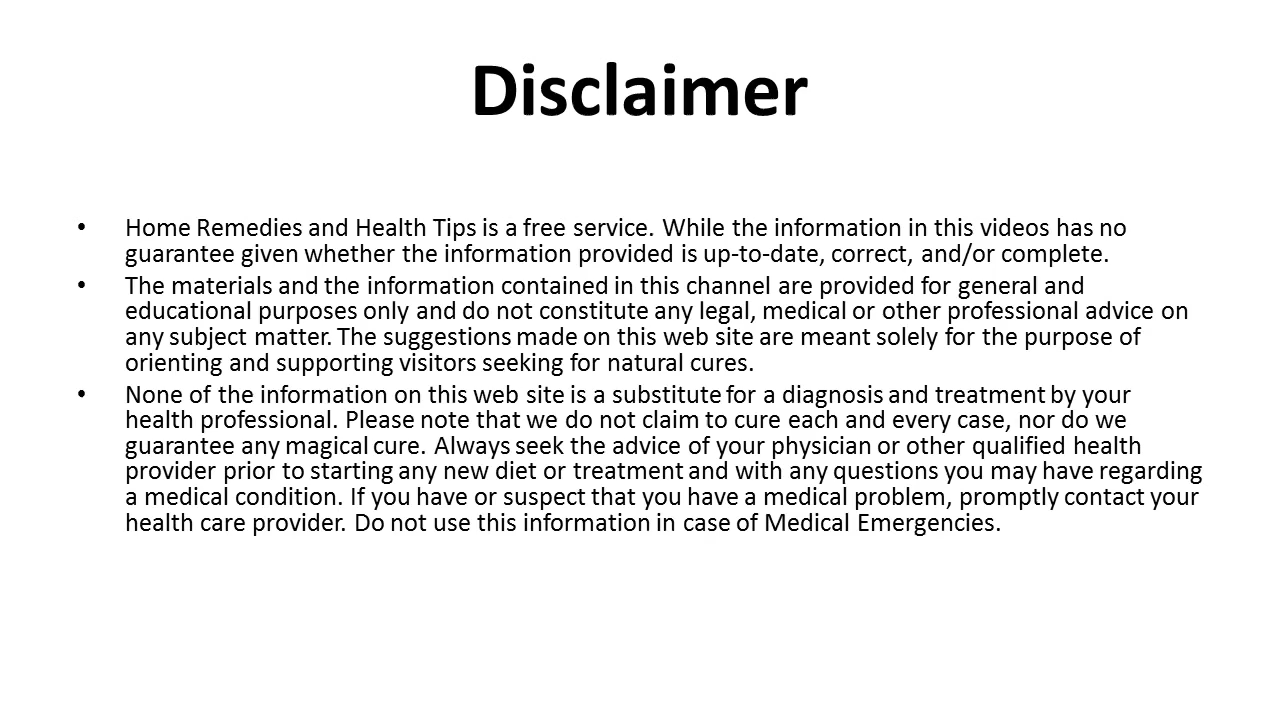 Disclaimer
• Home Remedies and Health Tips is a free service. While the information in this videos has no
guarantee given whether the information provided is up-to-date, correct, and/or complete.
• The materials and the information contained in this channel are provided for general and
educational purposes only and do not constitute any legal, medical or other professional advice on
any subject matter. The suggestions made on this web site are meant solely for the purpose of
orienting and supporting visitors seeking for natural cures.
• None of the information on this web site is a substitute for a diagnosis and treatment by your
health professional. Please note that we do not claim to cure each and every case, nor do we
guarantee any magical cure. Always seek the advice of your physician or other qualified health
provider prior to starting any new diet or treatment and with any questions you may have regarding
a medical condition. If you have or suspect that you have a medical problem, promptly contact your
health care provider. Do not use this information in case of Medical Emergencies.